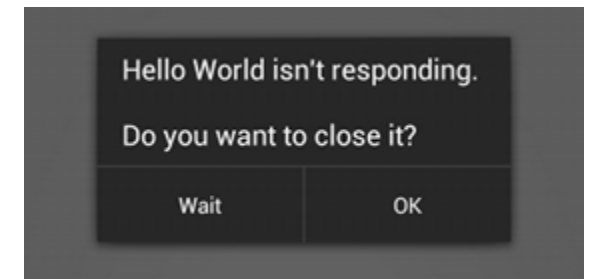 Hello World isn't responding.
Do you want to close it?
Wait
OK